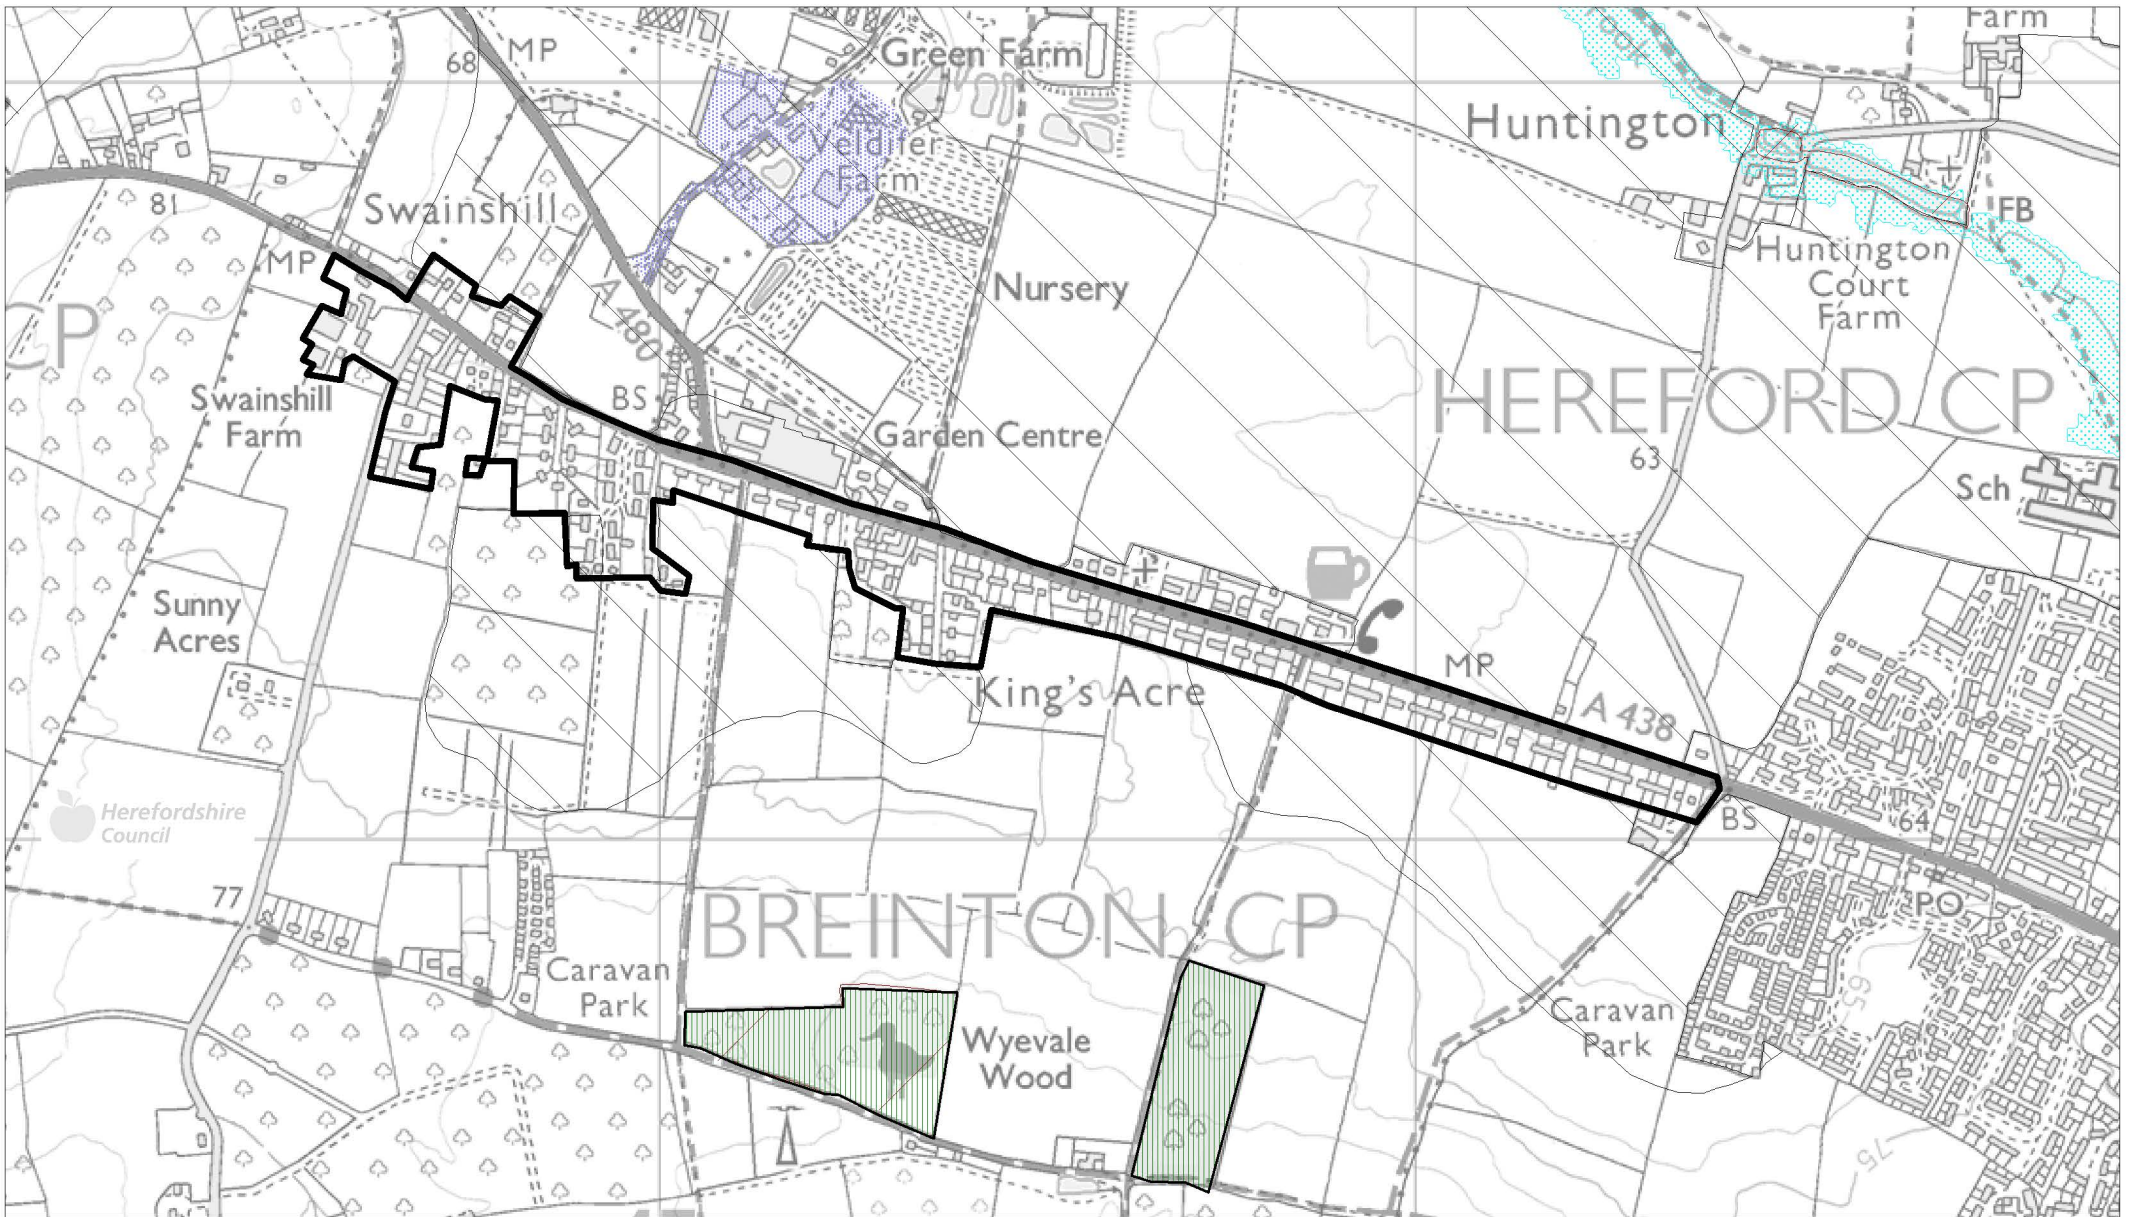 Farm
MP
68
Green Farm
Huntington
Veldifer
Farm
81
Swainshill
FB
MP
Huntington
Court
Farm
Nursery
A 480
CP
HEREFORD CP
Swainshill
Farm
BS
Garden Centre
63
Sch
Sunny
Acres
King's Acre
MP
A 438
Herefordshire
Council
BS
64
77
PO
BREINTON CP
Caravan
Park
65
Caravan
Park
Wyevale
Wood
75